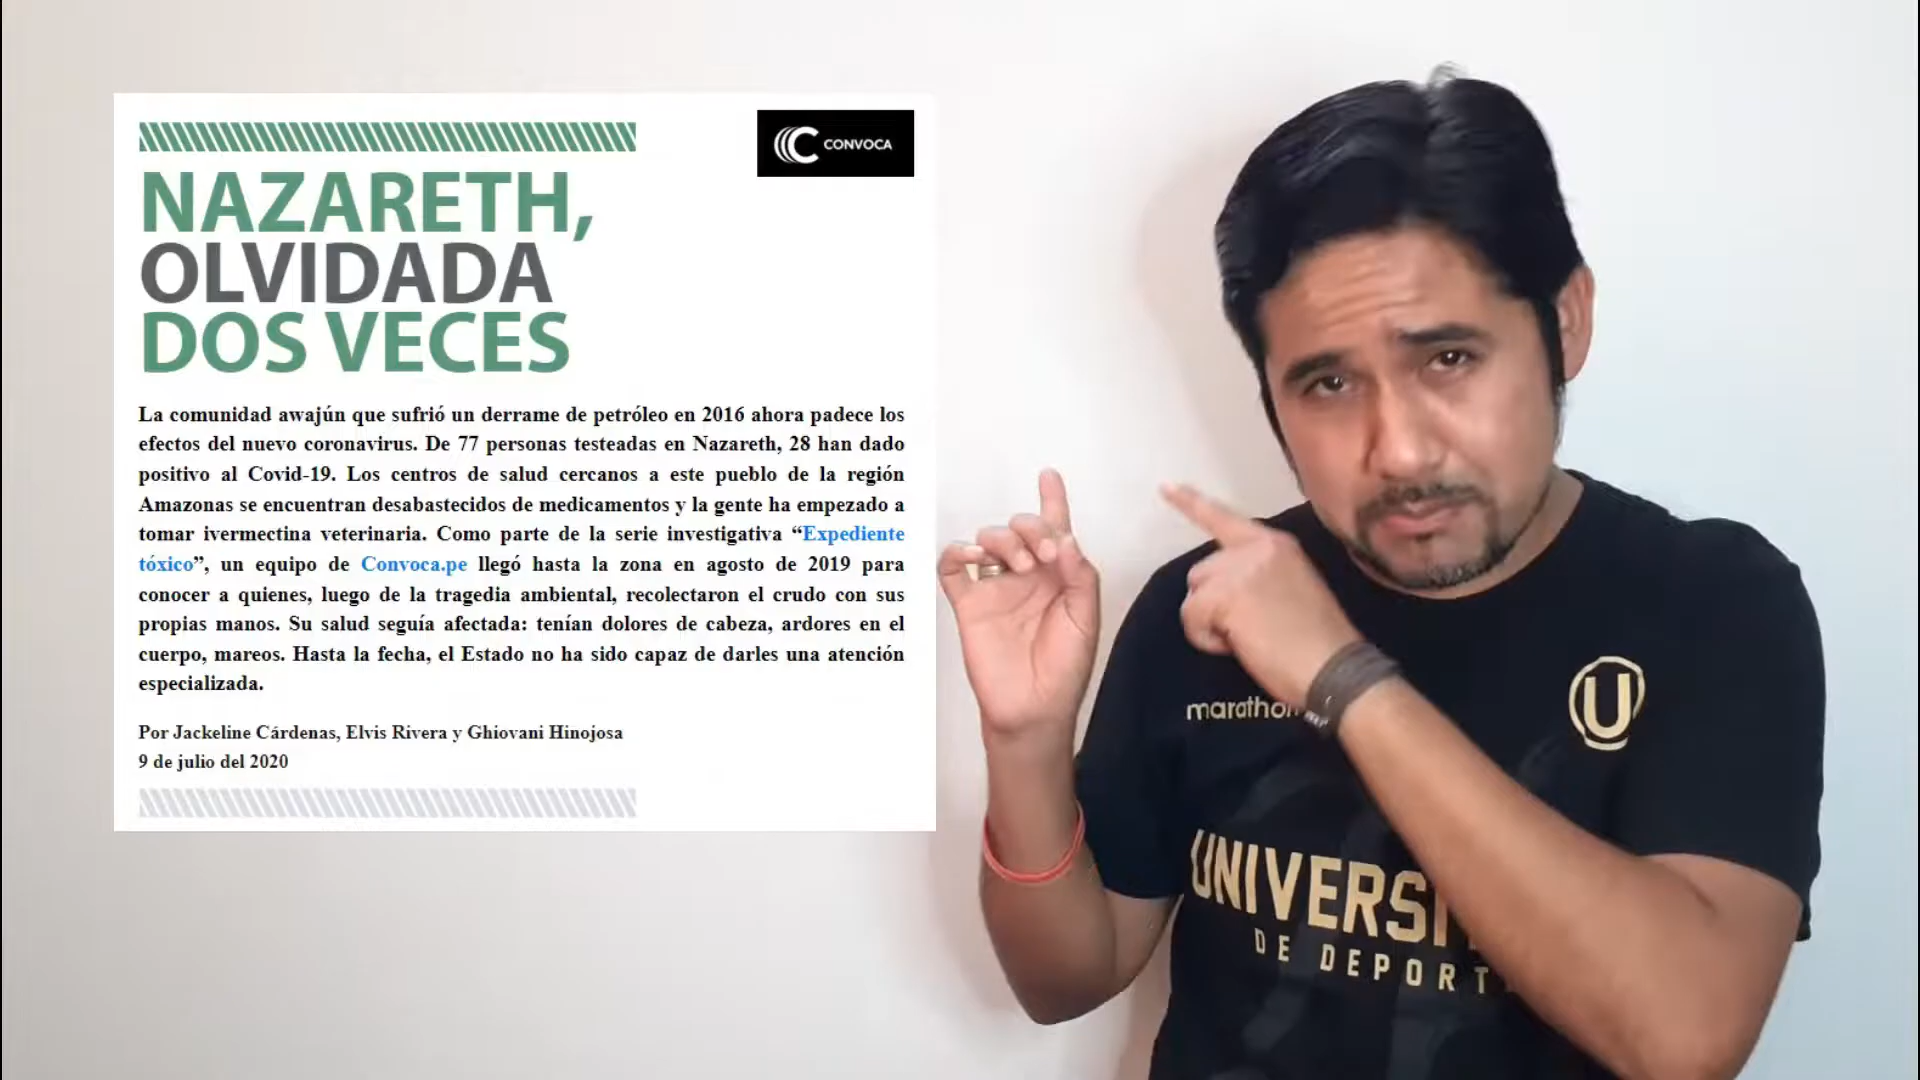 CONVOCA
NAZARETH,
OLVIDADA
DOS VECES
La comunidad awajún que sufrió un derrame de petróleo en 2016 ahora padece los
efectos del nuevo coronavirus. De 77 personas testeadas en Nazareth, 28 han dado
positivo al Covid-19. Los centros de salud cercanos a este pueblo de la región
Amazonas se encuentran desabastecidos de medicamentos y la gente ha empezado a
tomar ivermectina veterinaria. Como parte de la serie investigativa “Expediente
tóxico”, un equipo de Convoca.pe llegó hasta la zona en agosto de 2019 para
conocer a quienes, luego de la tragedia ambiental, recolectaron el crudo con sus
propias manos. Su salud seguía afectada: tenían dolores de cabeza, ardores en el
cuerpo, mareos. Hasta la fecha, el Estado no ha sido capaz de darles una atención
especializada.
Por Jackeline Cárdenas, Elvis Rivera y Ghiovani Hinojosa
9 de julio del 2020
marathon
U
UNIVERSI
DE DEPORT